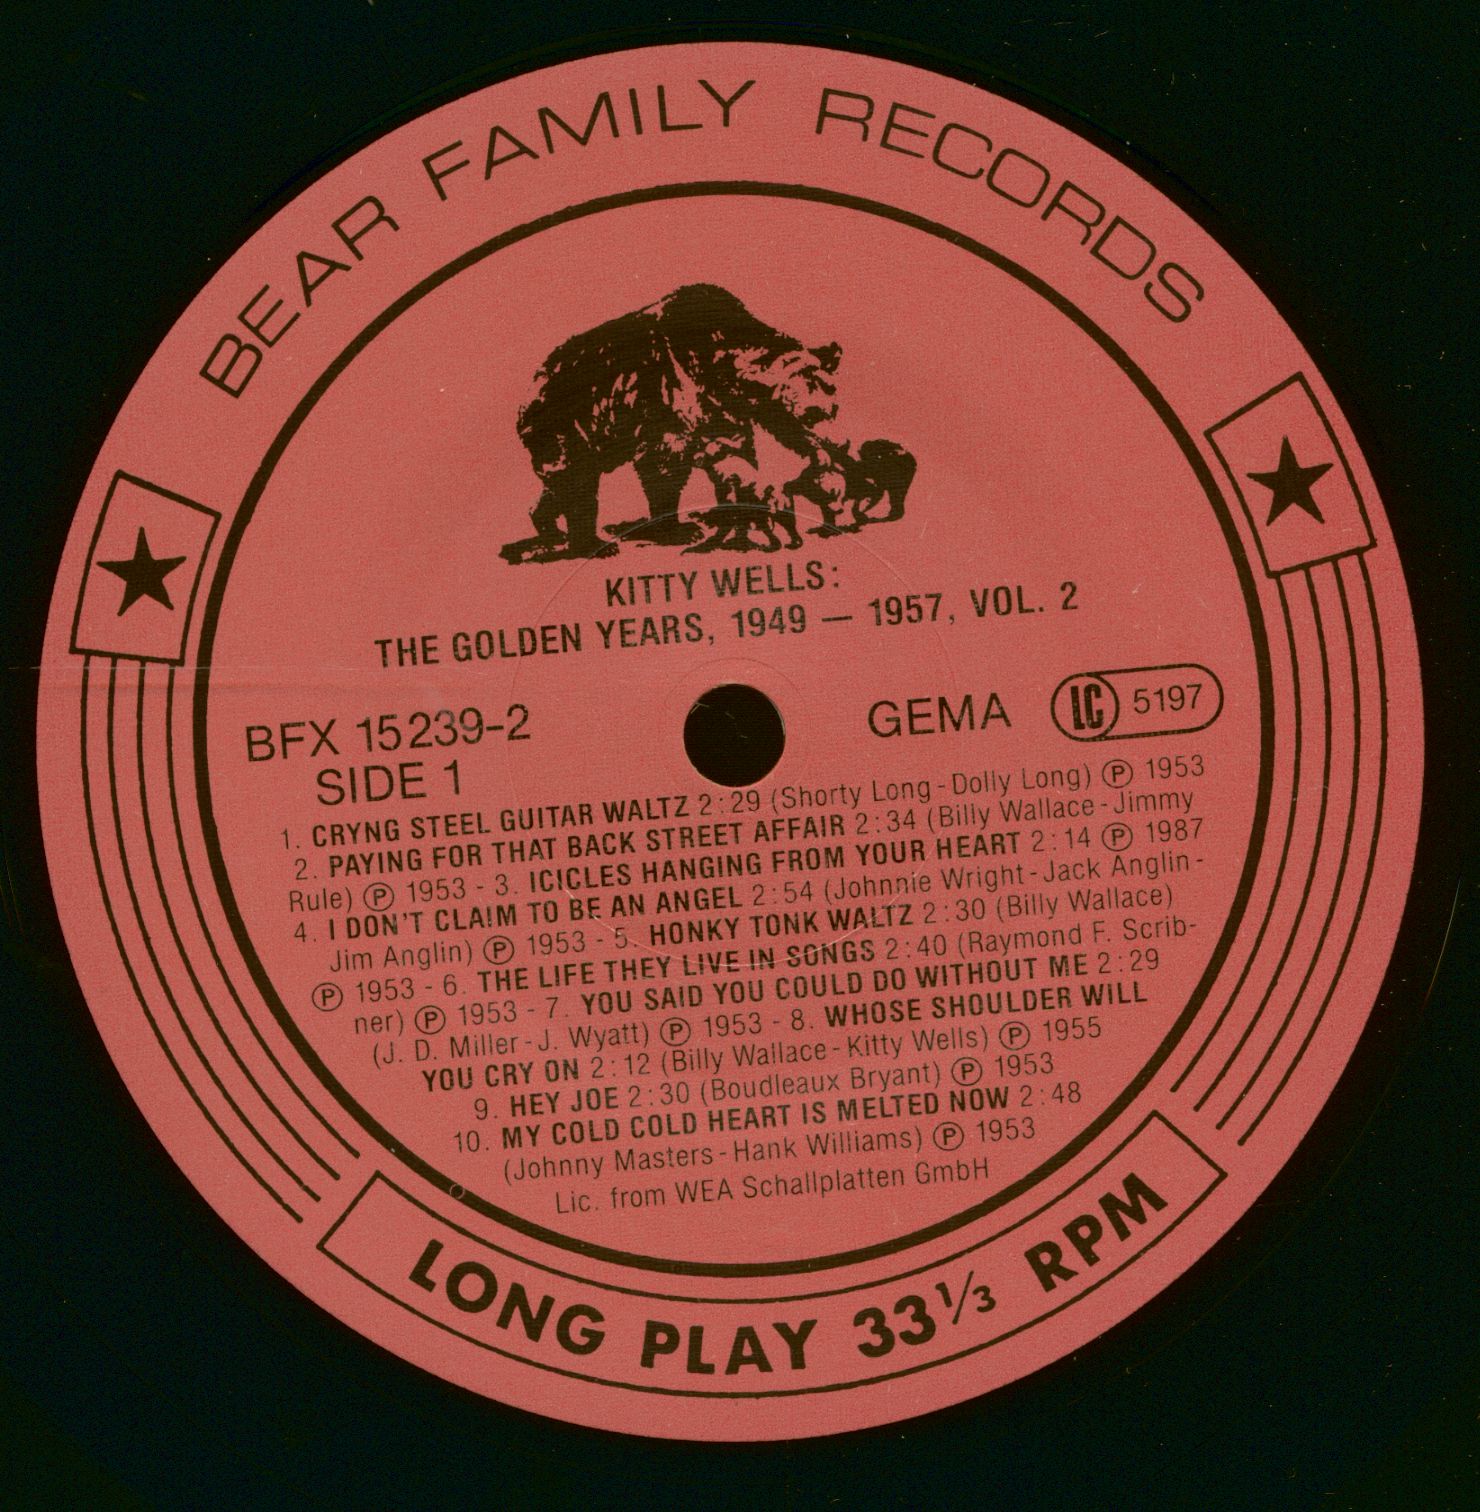 BEAR FAMILY RECORDS
KITTY WELLS:
THE GOLDEN YEARS, 1949 — 1957, VOL. 2
BFX 15239-2
SIDE 1
GEMA
LC 5197
1. CRYNG STEEL GUITAR WALTZ 2:29 (Shorty Long - Dolly Long) Ⓟ 1953
2. PAYING FOR THAT BACK STREET AFFAIR 2:34 (Billy Wallace - Jimmy
Rule) Ⓟ 1953 - 3. ICICLES HANGING FROM YOUR HEART 2:14 Ⓟ 1987
4. I DON'T CLAIM TO BE AN ANGEL 2:54 (Johnnie Wright - Jack Anglin -
Jim Anglin) Ⓟ 1953 - 5. HONKY TONK WALTZ 2:30 (Billy Wallace)
Ⓟ 1953 - 6. THE LIFE THEY LIVE IN SONGS 2:40 (Raymond F. Scrib-
ner) Ⓟ 1953 - 7. YOU SAID YOU COULD DO WITHOUT ME 2:29
(J. D. Miller - J. Wyatt) Ⓟ 1953 - 8. WHOSE SHOULDER WILL
YOU CRY ON 2:12 (Billy Wallace - Kitty Wells) Ⓟ 1955
9. HEY JOE 2:30 (Boudleaux Bryant) Ⓟ 1953
10. MY COLD COLD HEART IS MELTED NOW 2:48
(Johnny Masters - Hank Williams) Ⓟ 1953
Lic. from WEA Schallplatten GmbH
LONG PLAY 33 1/3 RPM